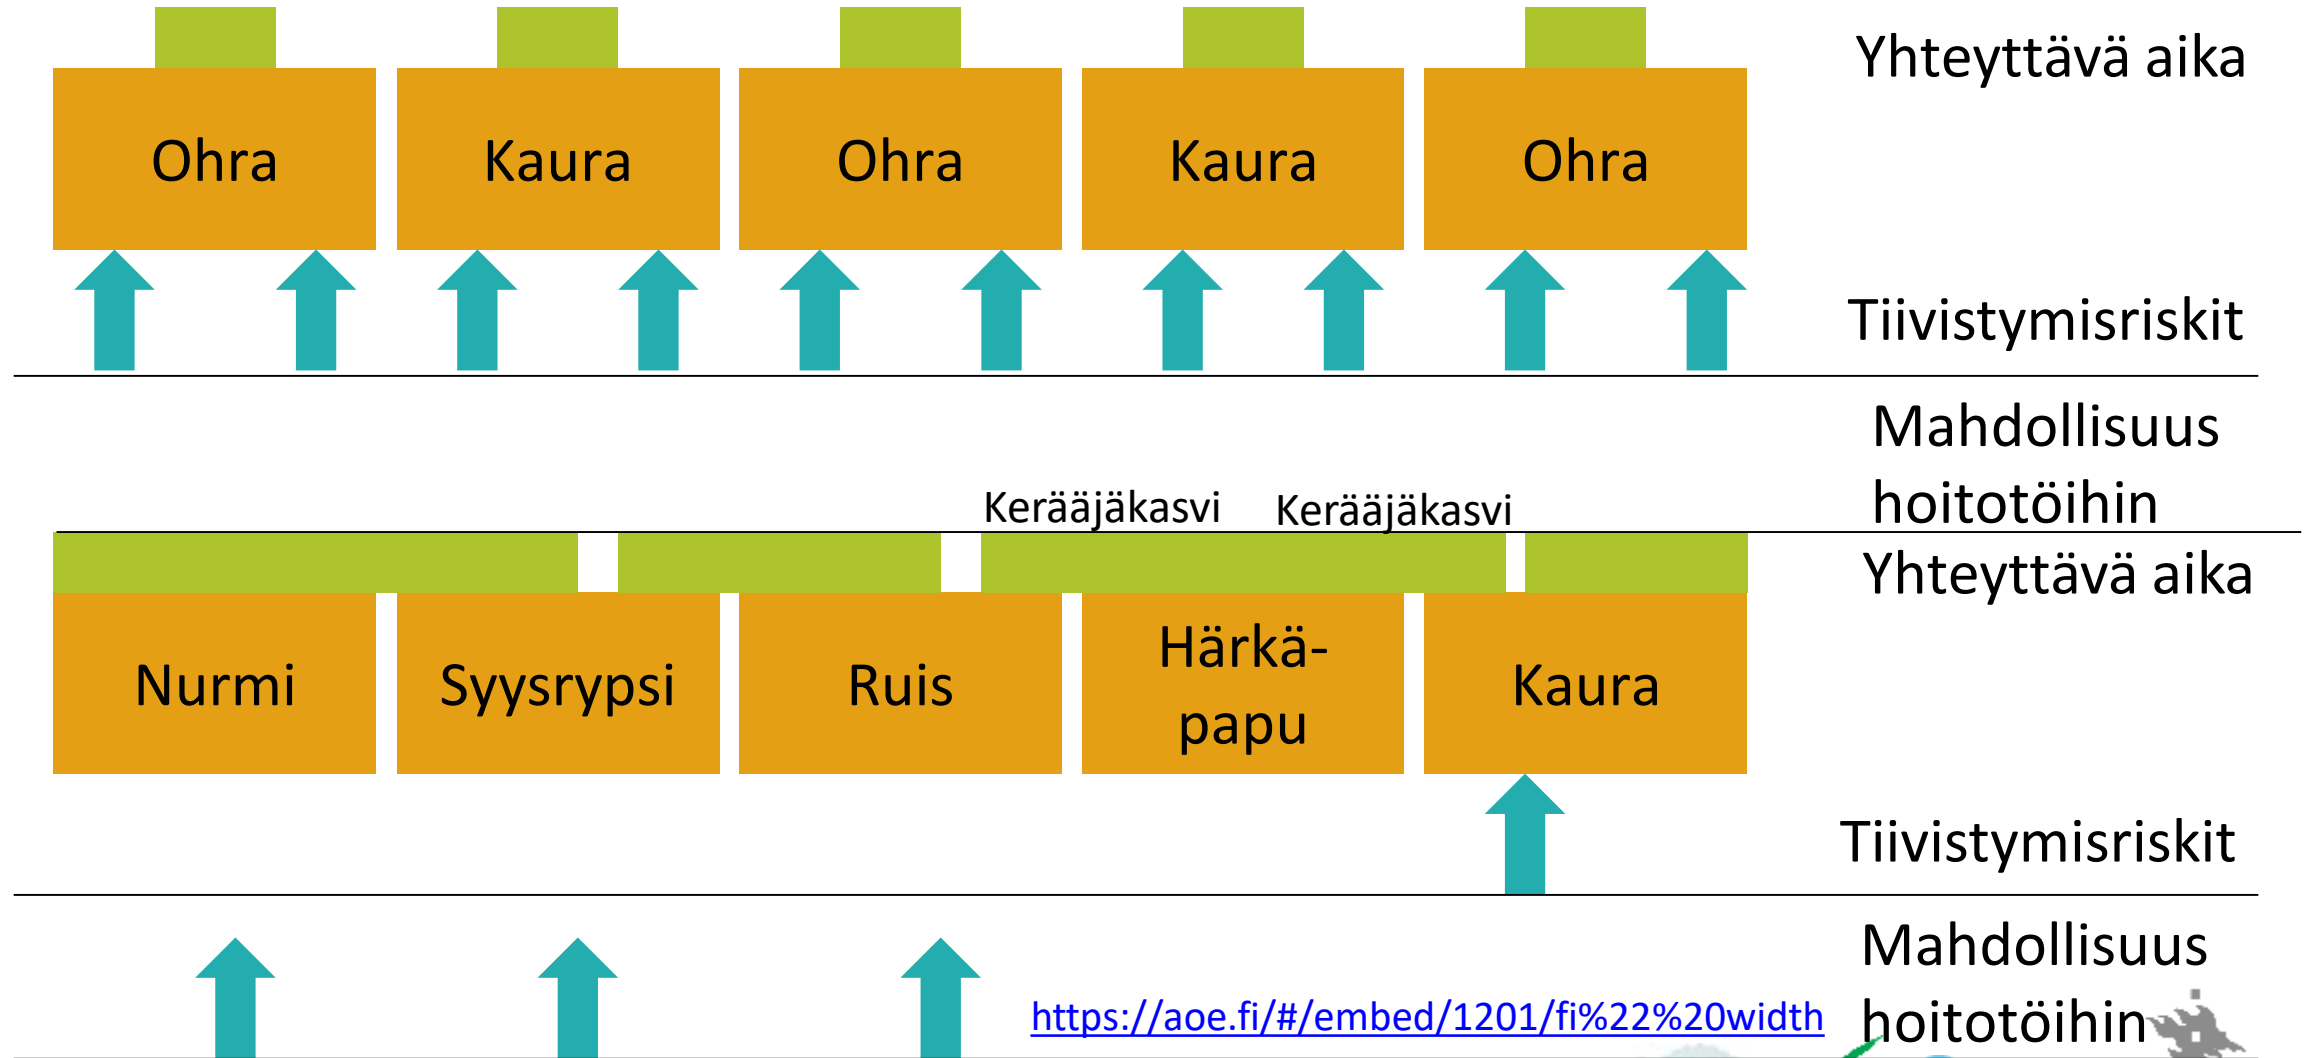 Yhteyttävä aika
Ohra
Kaura
Ohra
Kaura
Ohra
Tiivistymisriskit
Mahdollisuus
hoitotöihin
Kerääjäkasvi
Kerääjäkasvi
Yhteyttävä aika
Nurmi
Syysrypsi
Ruis
Härkä-
papu
Kaura
Tiivistymisriskit
Mahdollisuus
hoitotöihin
https://aoe.fi/#/embed/1201/fi%22%20width